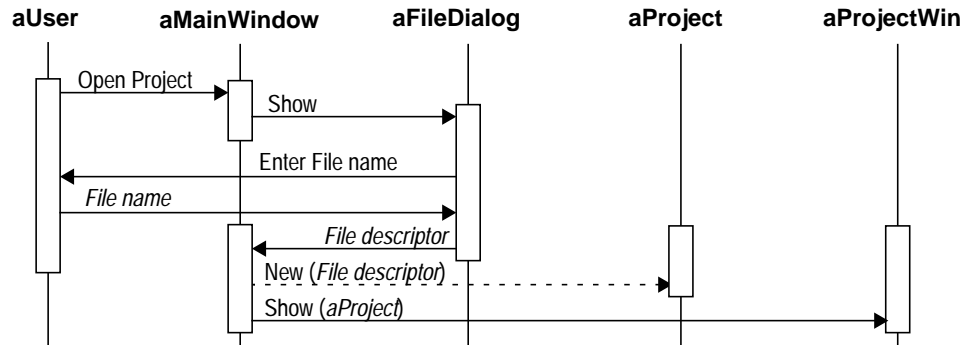 aUser aMainWindow aFileDialog aProject aProjectWin
Open Project
Show
Enter File name
File name
File descriptor
New (File descriptor)
Show (aProject)